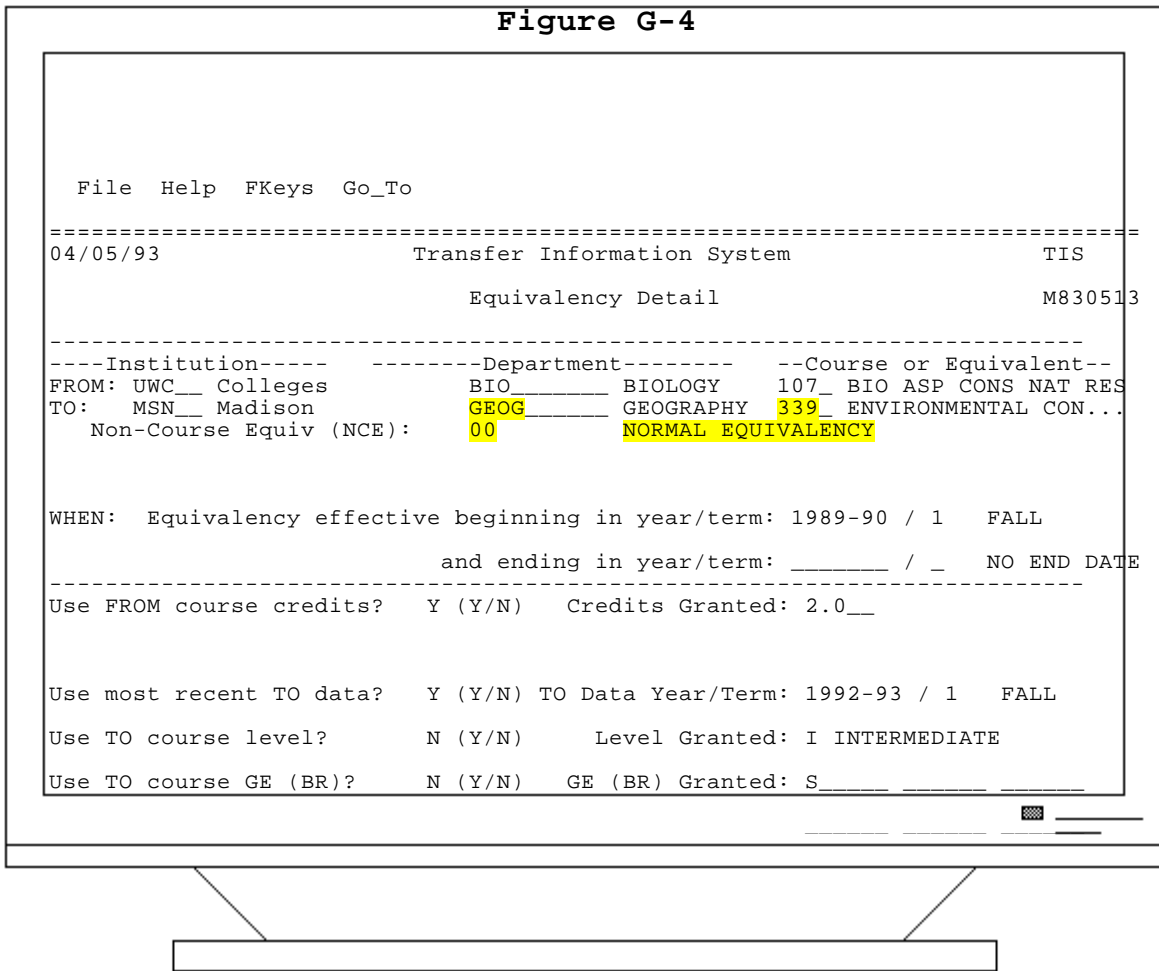 Figure G-4
File  Help  FKeys  Go_To
==============================================================================
04/05/93                  Transfer Information System                  TIS
Equivalency Detail                       M830513
--------------------------------------------------------------------------
----Institution-----   --------Department--------   --Course or Equivalent--
FROM: UWC__ Colleges          BIO_______ BIOLOGY    107_ BIO ASP CONS NAT RES
TO:   MSN__ Madison           GEOG______ GEOGRAPHY  339_ ENVIRONMENTAL CON...
Non-Course Equiv (NCE):    00         NORMAL EQUIVALENCY
WHEN:  Equivalency effective beginning in year/term: 1989-90 / 1   FALL
and ending in year/term: _______ / _   NO END DATE
--------------------------------------------------------------------------
Use FROM course credits?   Y (Y/N)   Credits Granted: 2.0__
Use most recent TO data?   Y (Y/N) TO Data Year/Term: 1992-93 / 1   FALL
Use TO course level?       N (Y/N)     Level Granted: I INTERMEDIATE
Use TO course GE (BR)?     N (Y/N)   GE (BR) Granted: S_____ ______ ______
______ ______ ______